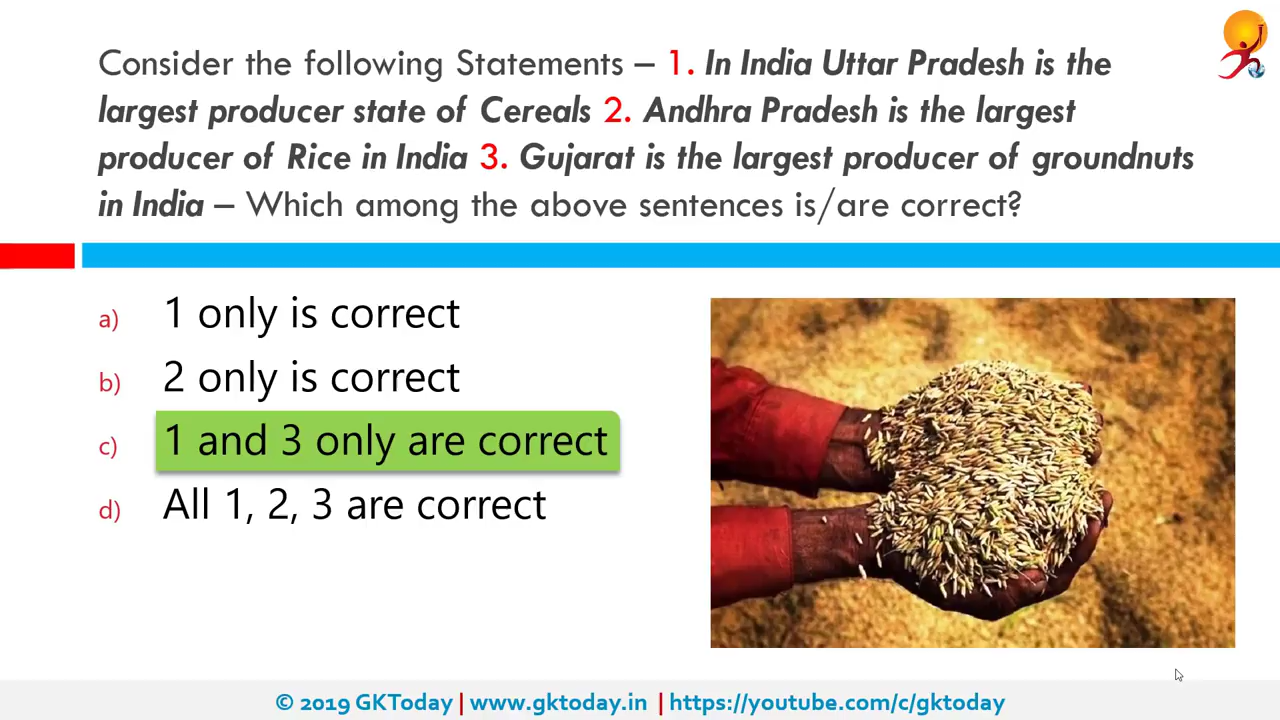 Consider the following Statements – 1. In India Uttar Pradesh is the
largest producer state of Cereals 2. Andhra Pradesh is the largest
producer of Rice in India 3. Gujarat is the largest producer of groundnuts
in India – Which among the above sentences is/are correct?
a) 1 only is correct
b) 2 only is correct
c) 1 and 3 only are correct
d) All 1, 2, 3 are correct
© 2019 GKToday | www.gktoday.in | https://youtube.com/c/gktoday